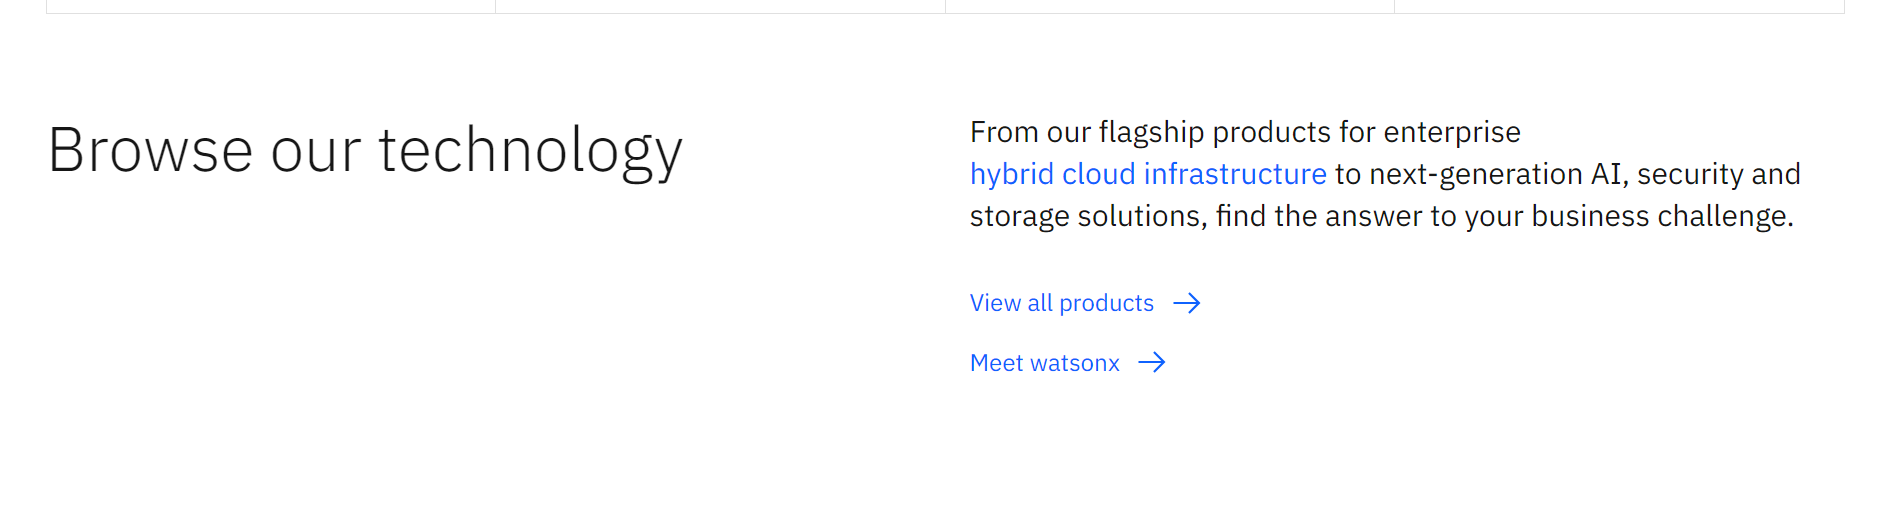 Browse our technology
From our flagship products for enterprise
hybrid cloud infrastructure to next-generation AI, security and
storage solutions, find the answer to your business challenge.
View all products
Meet watsonx